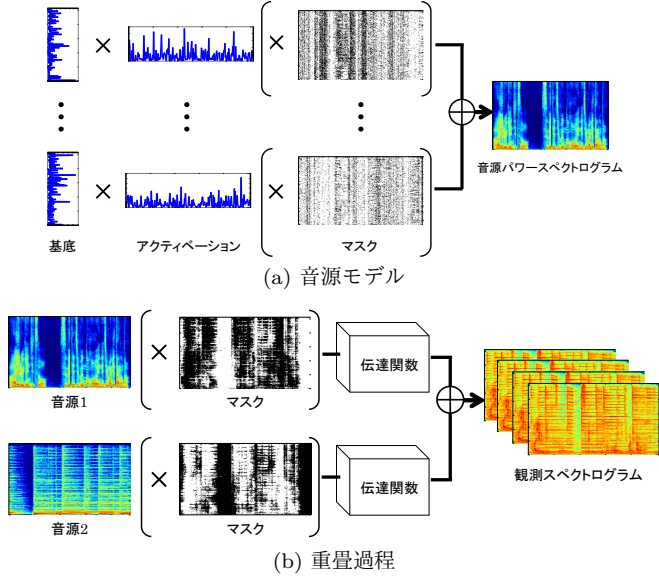 音源パワースペクトログラム
基底
アクティベーション
マスク
(a) 音源モデル
伝達関数
音源1
マスク
伝達関数
観測スペクトログラム
音源2
マスク
(b) 重畳過程